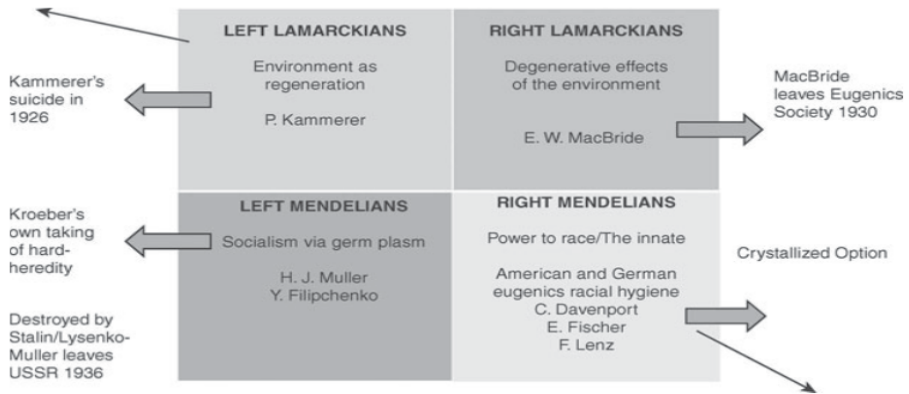 LEFT LAMARCKIANS
Environment as
regeneration
P. Kammerer
RIGHT LAMARCKIANS
Degenerative effects
of the environment
E. W. MacBride
Kammerer's
suicide in
1926
MacBride
leaves Eugenics
Society 1930
LEFT MENDELIANS
Socialism via germ plasm
H. J. Muller
Y. Filipchenko
RIGHT MENDELIANS
Power to race/The innate
American and German
eugenics racial hygiene
C. Davenport
E. Fischer
F. Lenz
Kroeber's
own taking
of hard-
heredity
Destroyed by
Stalin/Lysenko-
Muller leaves
USSR 1936
Crystallized Option